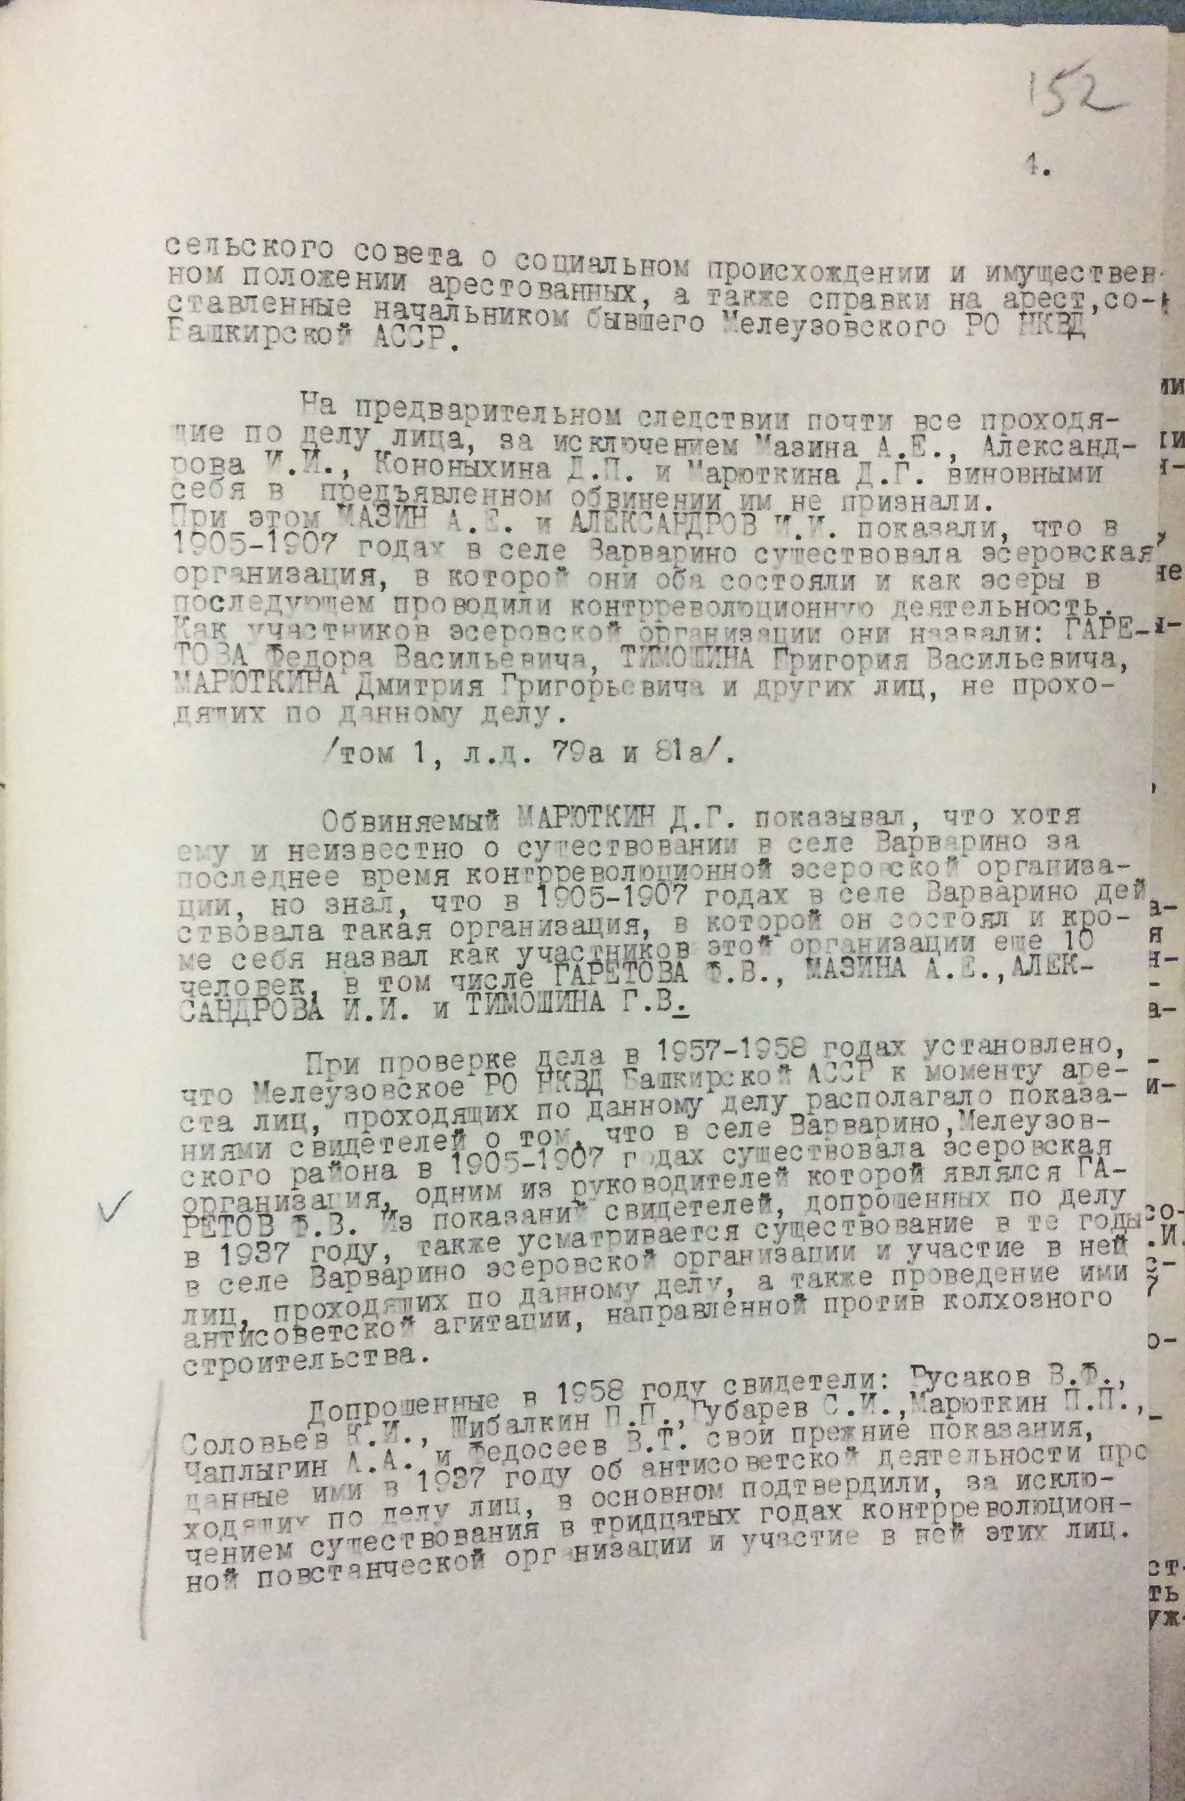 152
4.
сельского совета о социальном происхождении и имуществен-
ном положении арестованных, а также справки на арест,со-
ставленные начальником бывшего Мелеузовского РО НКВД
Башкирской АССР.
На предварительном следствии почти все проходя-
щие по делу лица, за исключением Мазина А.Е., Александ-
рова И.И., Кононыхина Д.П. и Марюткина Д.Г. виновными
себя в предъявленном обвинении им не признали.
При этом МАЗИН А.Е. и АЛЕКСАНДРОВ И.И. показали, что в
1905-1907 годах в селе Варварино существовала эсеровская
организация, в которой они оба состояли и как эсеры в
последующем проводили контрреволюционную деятельность.
Как участников эсеровской организации они назвали: ГАРЕ-
ТОВА Федора Васильевича, ТИМОШИНА Григория Васильевича,
МАРЮТКИНА Дмитрия Григорьевича и других лиц, не прохо-
дящих по данному делу.
/том 1, л.д. 79а и 81а/.
Обвиняемый МАРЮТКИН Д.Г. показывал, что хотя
ему и неизвестно о существовании в селе Варварино за
последнее время контрреволюционной эсеровской организа-
ции, но знал, что в 1905-1907 годах в селе Варварино дей
ствовала такая организация, в которой он состоял и кро-
ме себя назвал как участников этой организации еще 10
человек, в том числе ГАРЕТОВА Ф.В., МАЗИНА А.Е.,АЛЕК-
САНДРОВА И.И. и ТИМОШИНА Г.В.
При проверке дела в 1957-1958 годах установлено,
что Мелеузовское РО НКВД Башкирской АССР к моменту аре-
ста лиц, проходящих по данному делу располагало показа-
ниями свидетелей о том, что в селе Варварино,Мелеузов-
ского района в 1905-1907 годах существовала эсеровская
организация, одним из руководителей которой являлся ГА-
РЕТОВ Ф.В. Из показаний свидетелей, допрошенных по делу
в 1937 году, также усматривается существование в те годы
в селе Варварино эсеровской организации и участие в ней
лиц, проходящих по данному делу, а также проведение ими
антисоветской агитации, направленной против колхозного
строительства.
Допрошенные в 1958 году свидетели: Русаков В.Ф.,
Соловьев К.И., Шибалкин П.П.,Губарев С.И.,Марюткин П.П.,
Чаплыгин А.А. и Федосеев В.Т. свои прежние показания,
данные ими в 1937 году об антисоветской деятельности про
ходящих по делу лиц, в основном подтвердили, за исклю-
чением существования в тридцатых годах контрреволюцион-
ной повстанческой организации и участие в ней этих лиц.